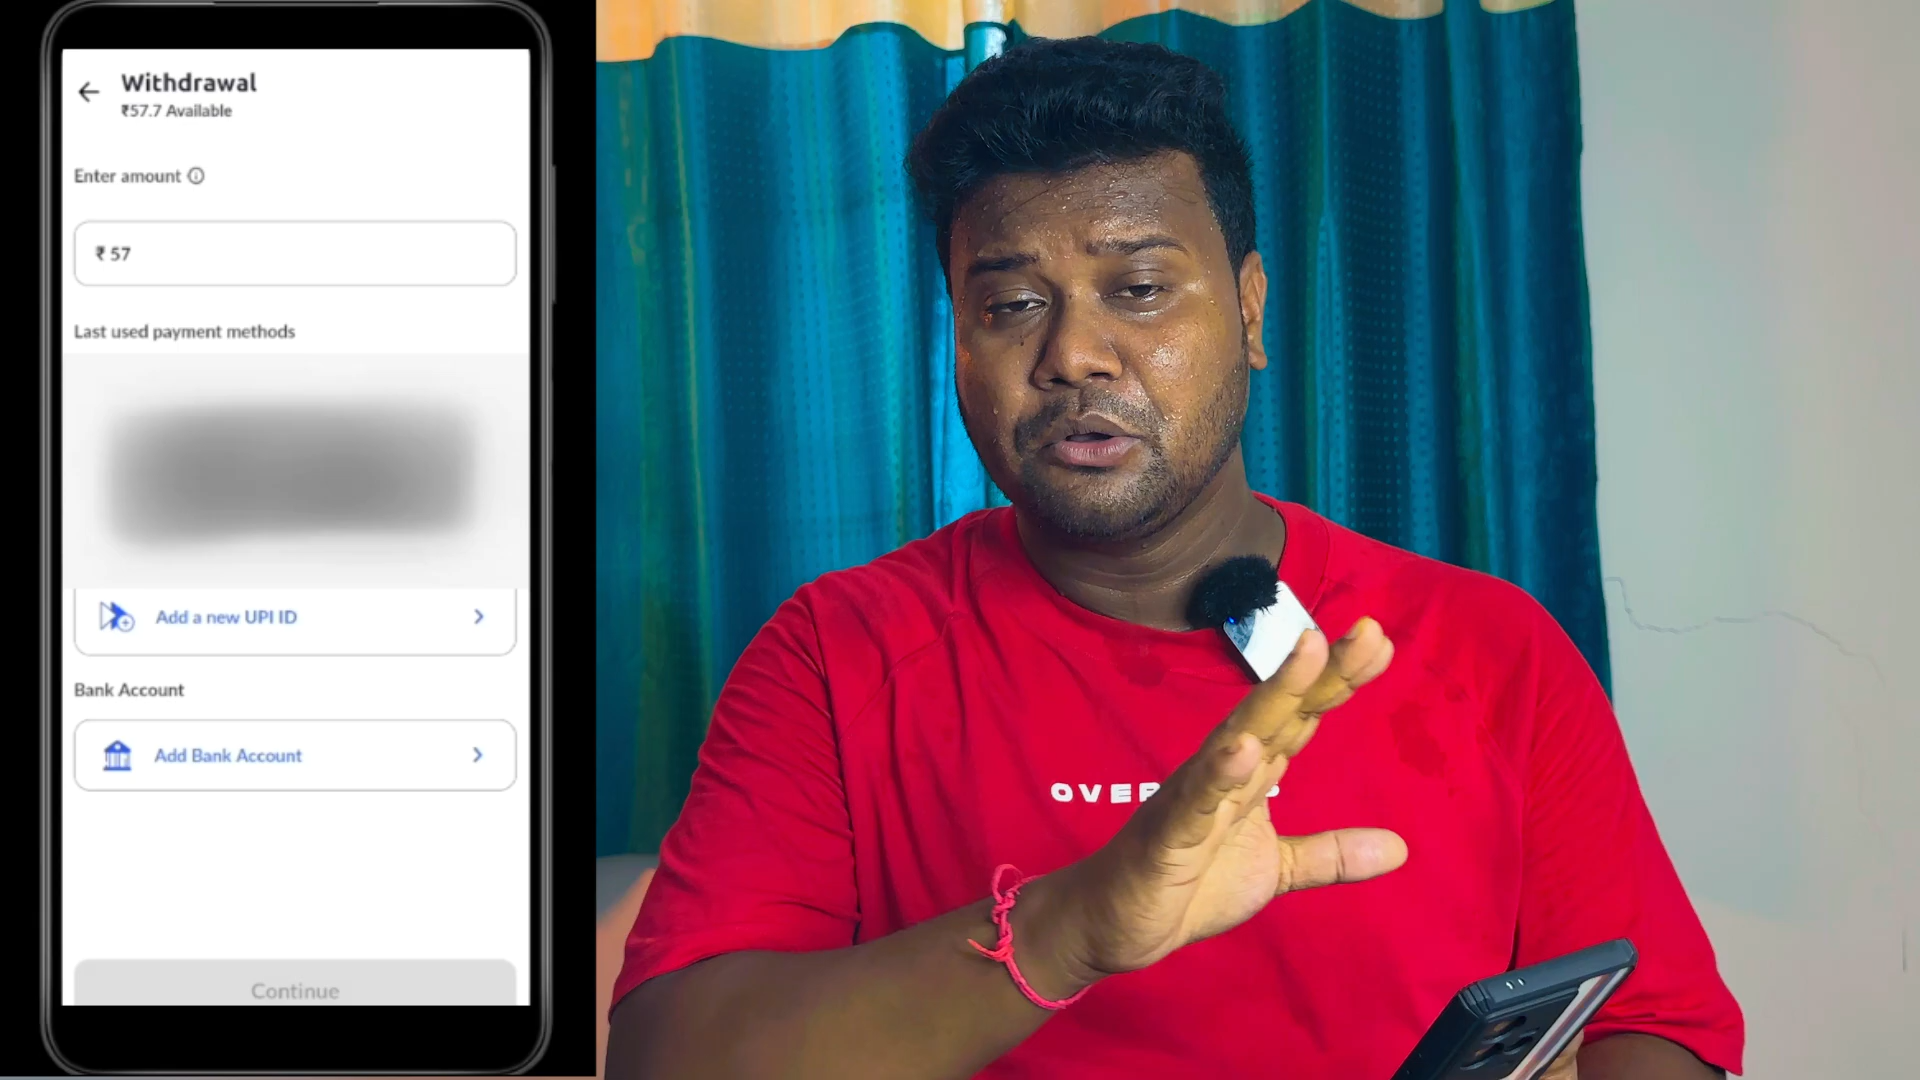 Withdrawal
₹57.7 Available
Enter amount
₹ 57
Last used payment methods
Add a new UPI ID
Bank Account
Add Bank Account
Continue